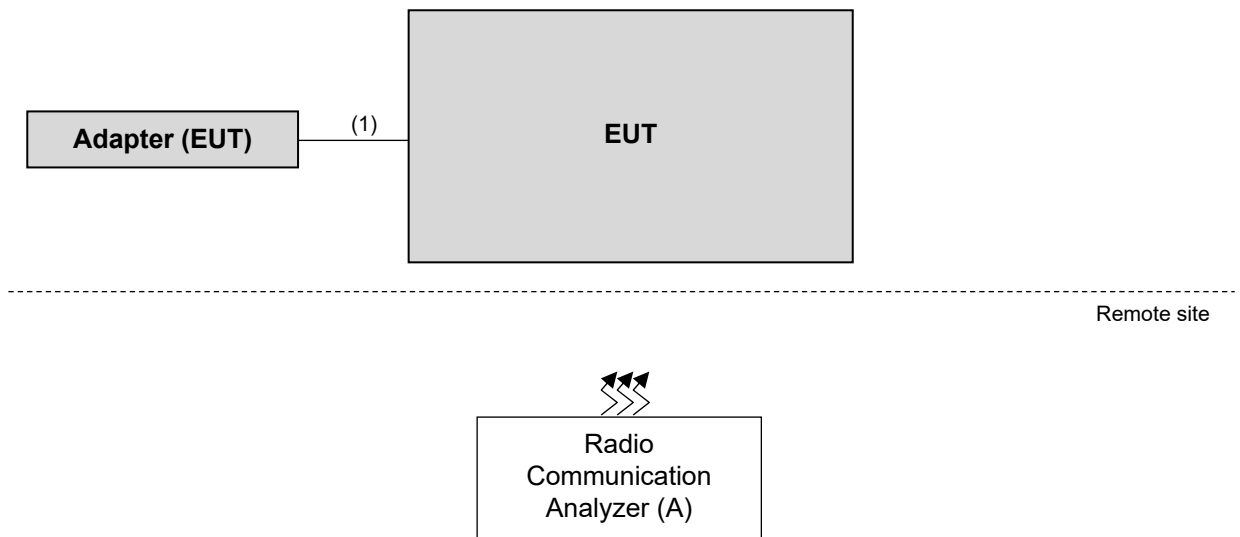 (1)
Adapter (EUT)
EUT
Remote site
Radio
Communication
Analyzer (A)